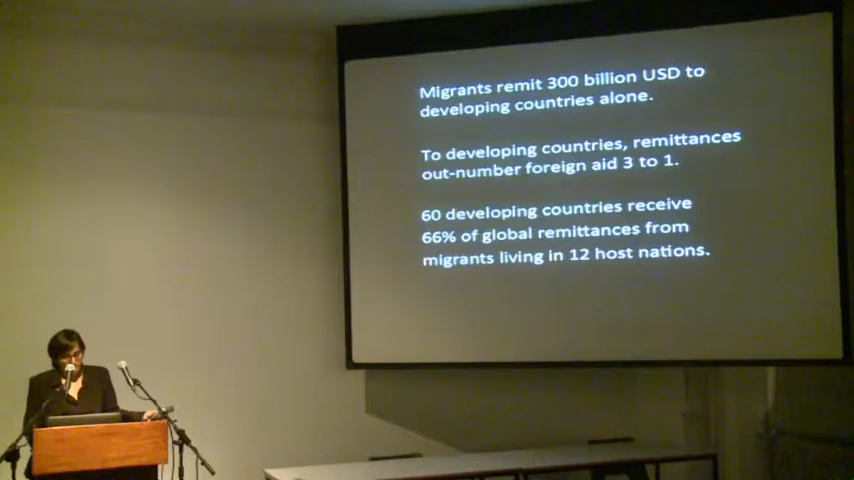 Migrants remit 300 billion USD to
developing countries alone.
To developing countries, remittances
out-number foreign aid 3 to 1.
60 developing countries receive
66% of global remittances from
migrants living in 12 host nations.